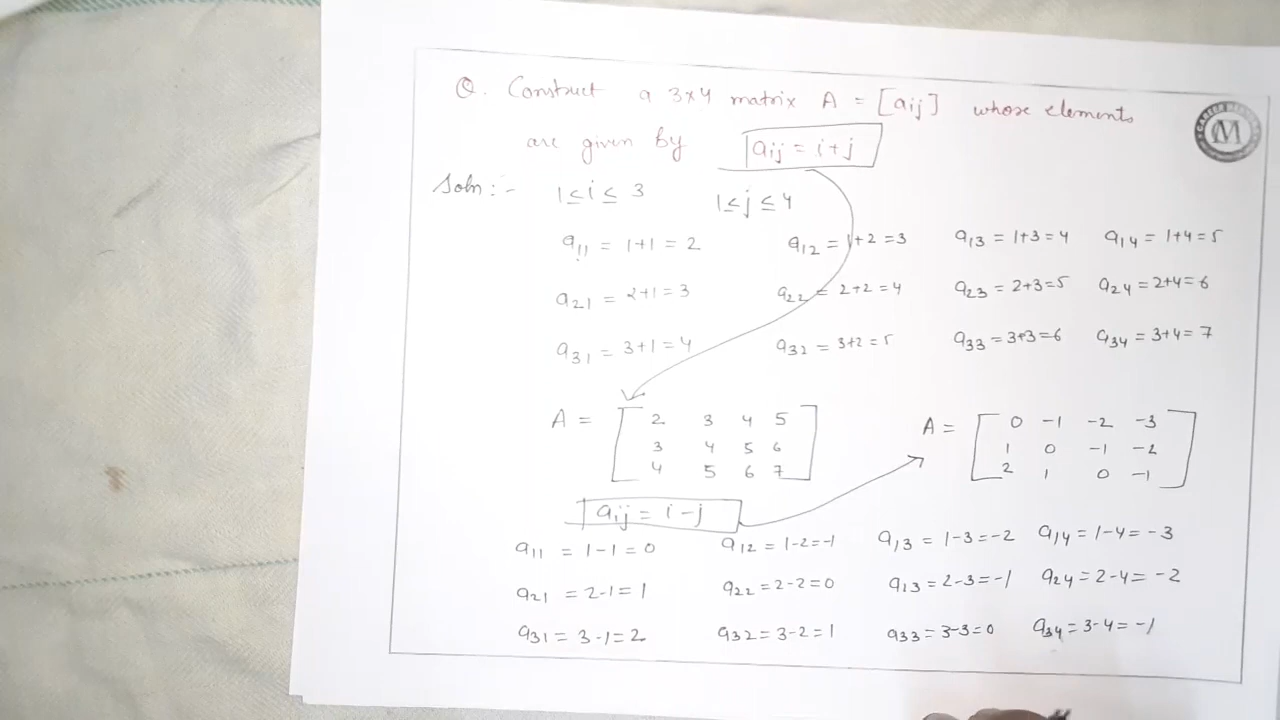 Q. Construct a 3×4 matrix A = [aij] whose elements
are given by aij = i+j
Soln :- 1≤i≤3 1≤j≤4
a11 = 1+1 = 2 a12 = 1+2 = 3 a13 = 1+3 = 4 a14 = 1+4 = 5
a21 = 2+1 = 3 a22 = 2+2 = 4 a23 = 2+3 = 5 a24 = 2+4 = 6
a31 = 3+1 = 4 a32 = 3+2 = 5 a33 = 3+3 = 6 a34 = 3+4 = 7
A = [ 2 3 4 5
3 4 5 6
4 5 6 7 ]
A = [ 0 -1 -2 -3
1 0 -1 -2
2 1 0 -1 ]
aij = i-j
a11 = 1-1 = 0 a12 = 1-2 = -1 a13 = 1-3 = -2 a14 = 1-4 = -3
a21 = 2-1 = 1 a22 = 2-2 = 0 a13 = 2-3 = -1 a24 = 2-4 = -2
a31 = 3-1 = 2 a32 = 3-2 = 1 a33 = 3-3 = 0 a34 = 3-4 = -1